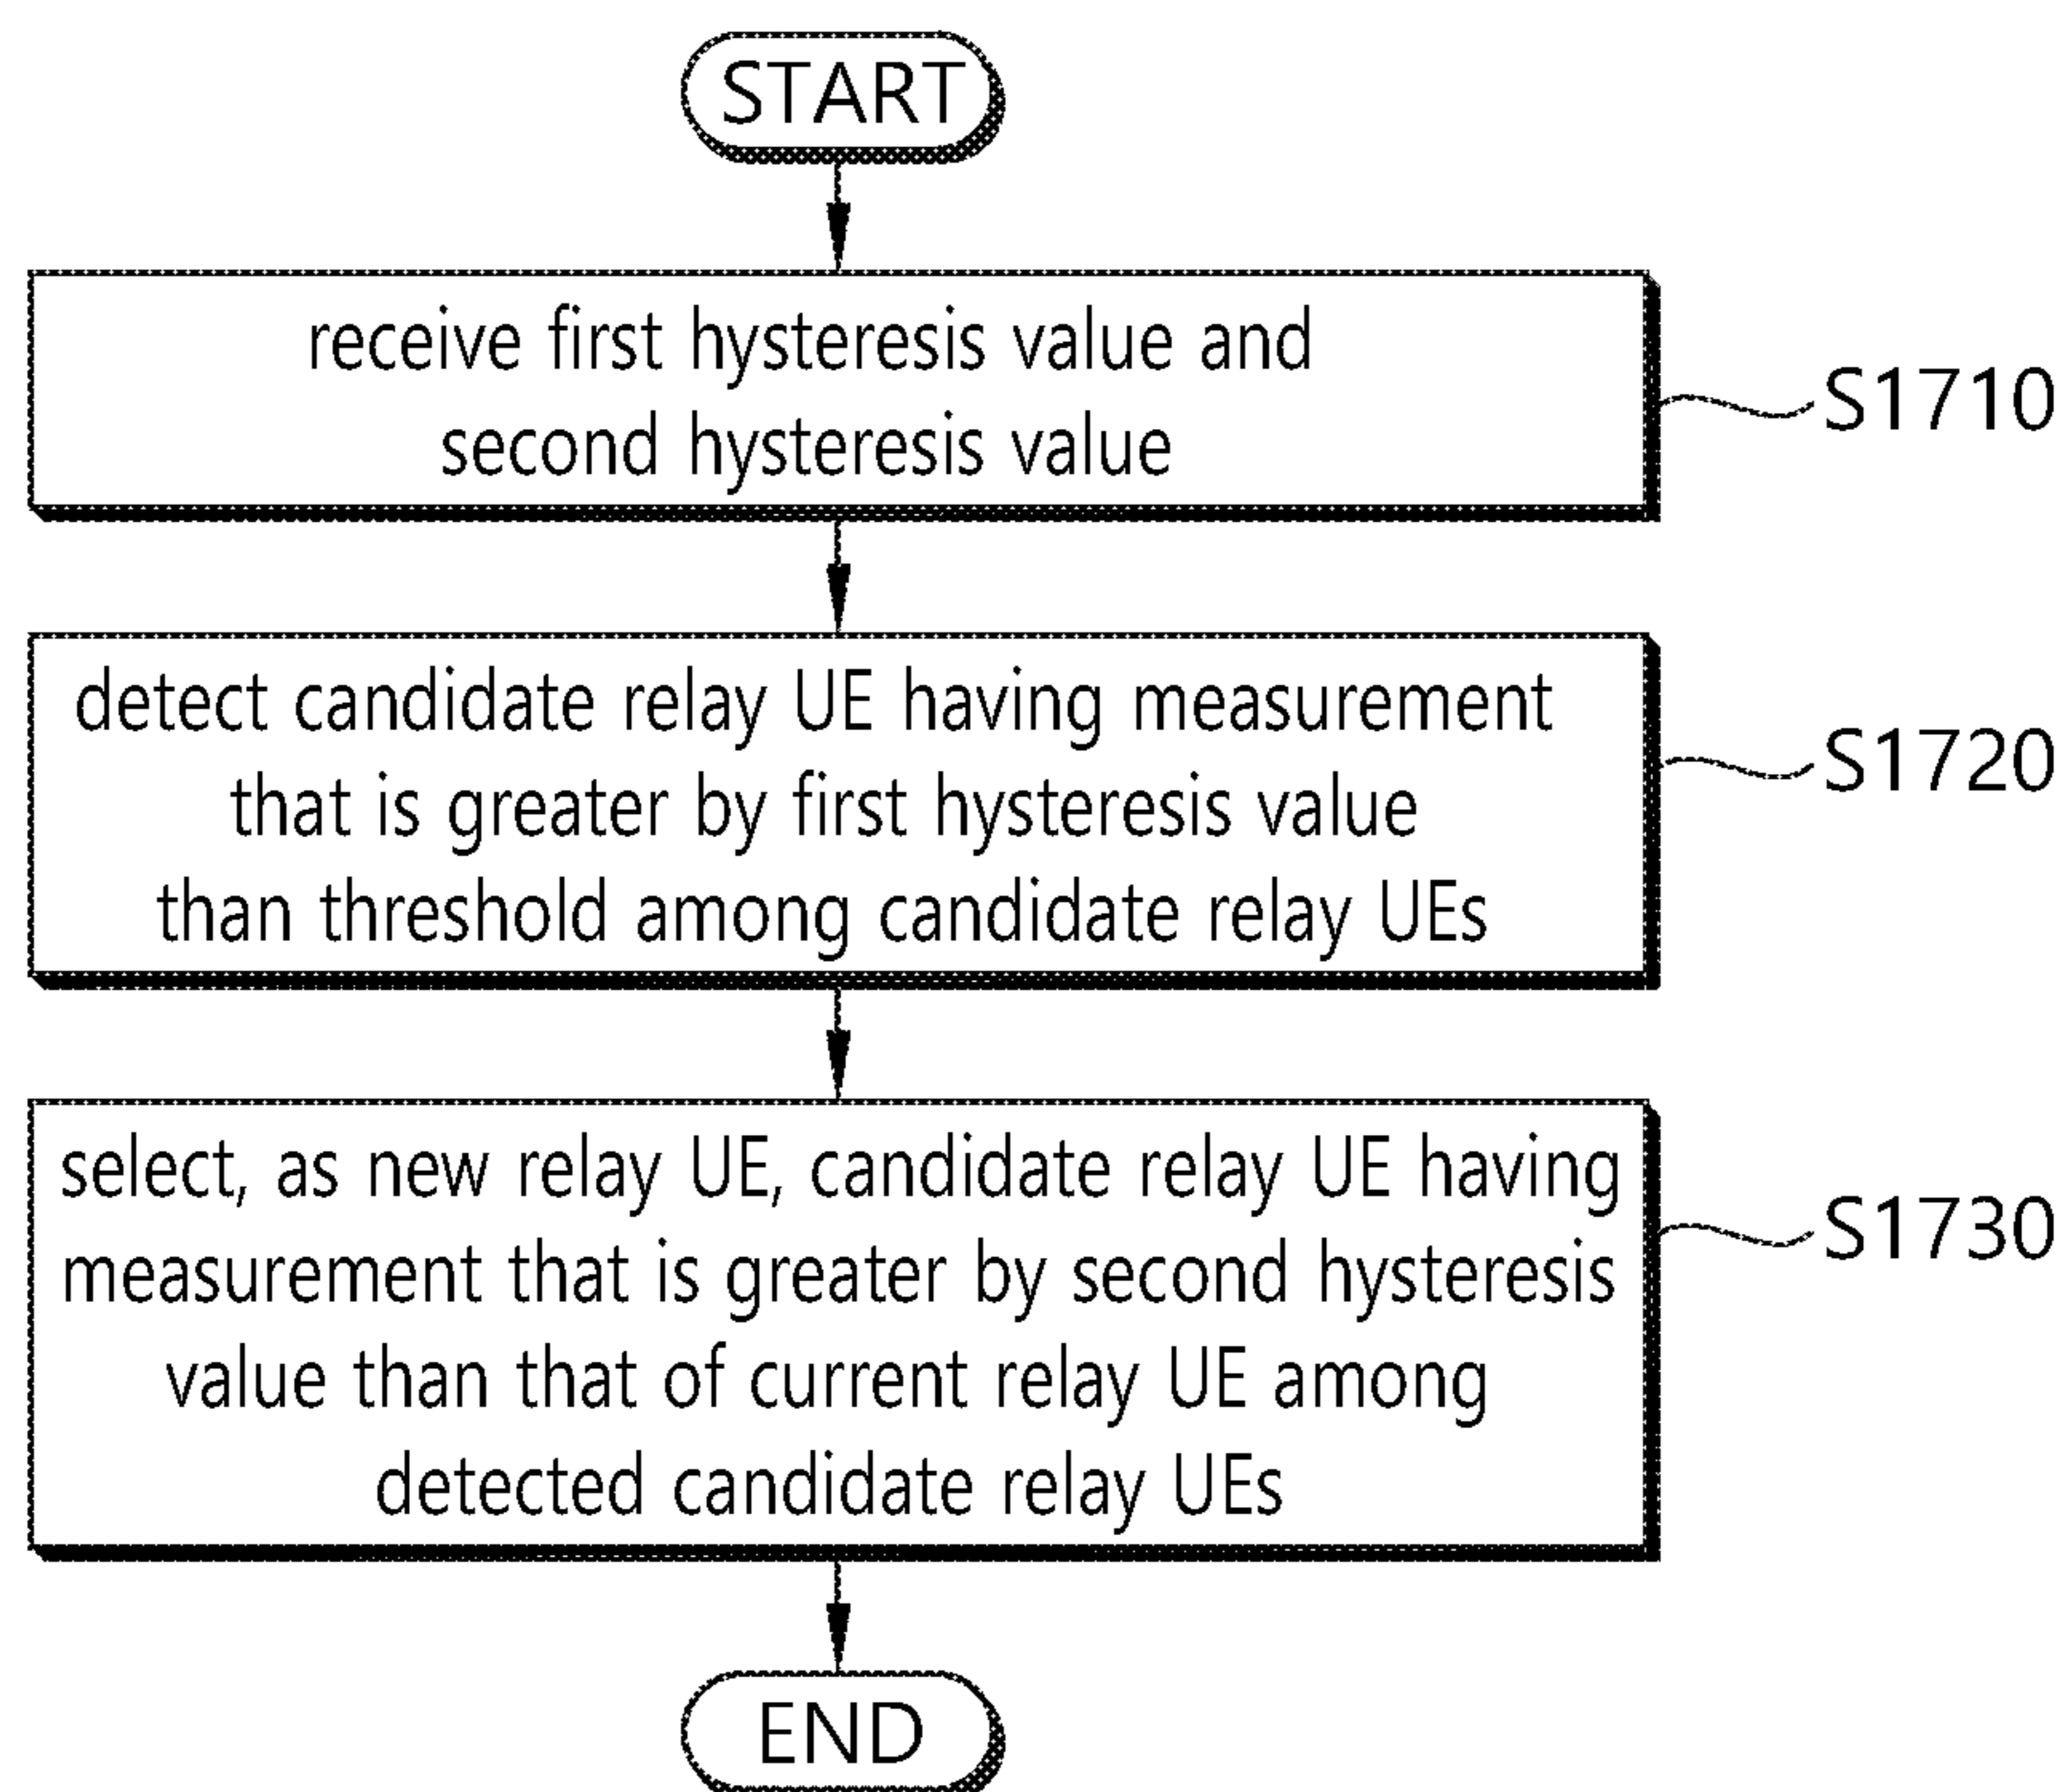 START
receive first hysteresis value and
second hysteresis value
S1710
detect candidate relay UE having measurement
that is greater by first hysteresis value
than threshold among candidate relay UEs
S1720
select, as new relay UE, candidate relay UE having
measurement that is greater by second hysteresis
value than that of current relay UE among
detected candidate relay UEs
S1730
END